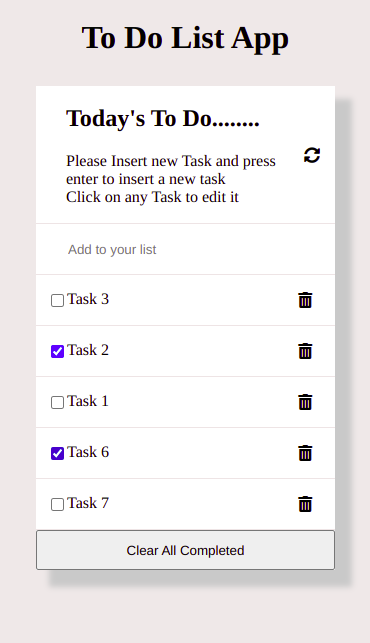 To Do List App
Today's To Do........
Please Insert new Task and press
enter to insert a new task
Click on any Task to edit it
Add to your list
Task 3
Task 2
Task 1
Task 6
Task 7
Clear All Completed